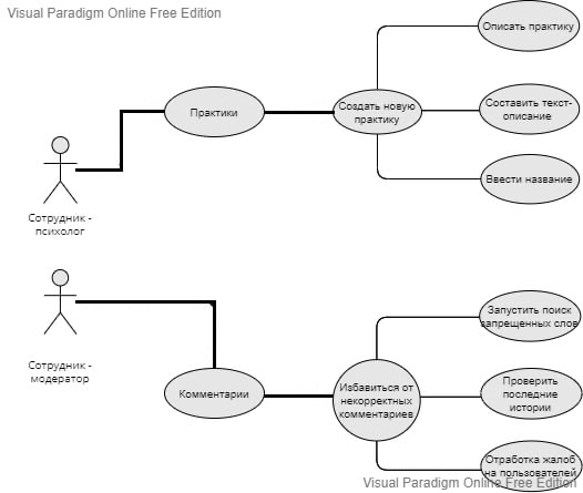 Visual Paradigm Online Free Edition
Описать практику
Практики
Создать новую
практику
Составить текст-
описание
Ввести название
Сотрудник -
психолог
Сотрудник -
модератор
Комментарии
Избавиться от
некорректных
комментариев
Запустить поиск
запрещенных слов
Проверить
последние
истории
Отработка жалоб
на пользователей
Visual Paradigm Online Free Edition